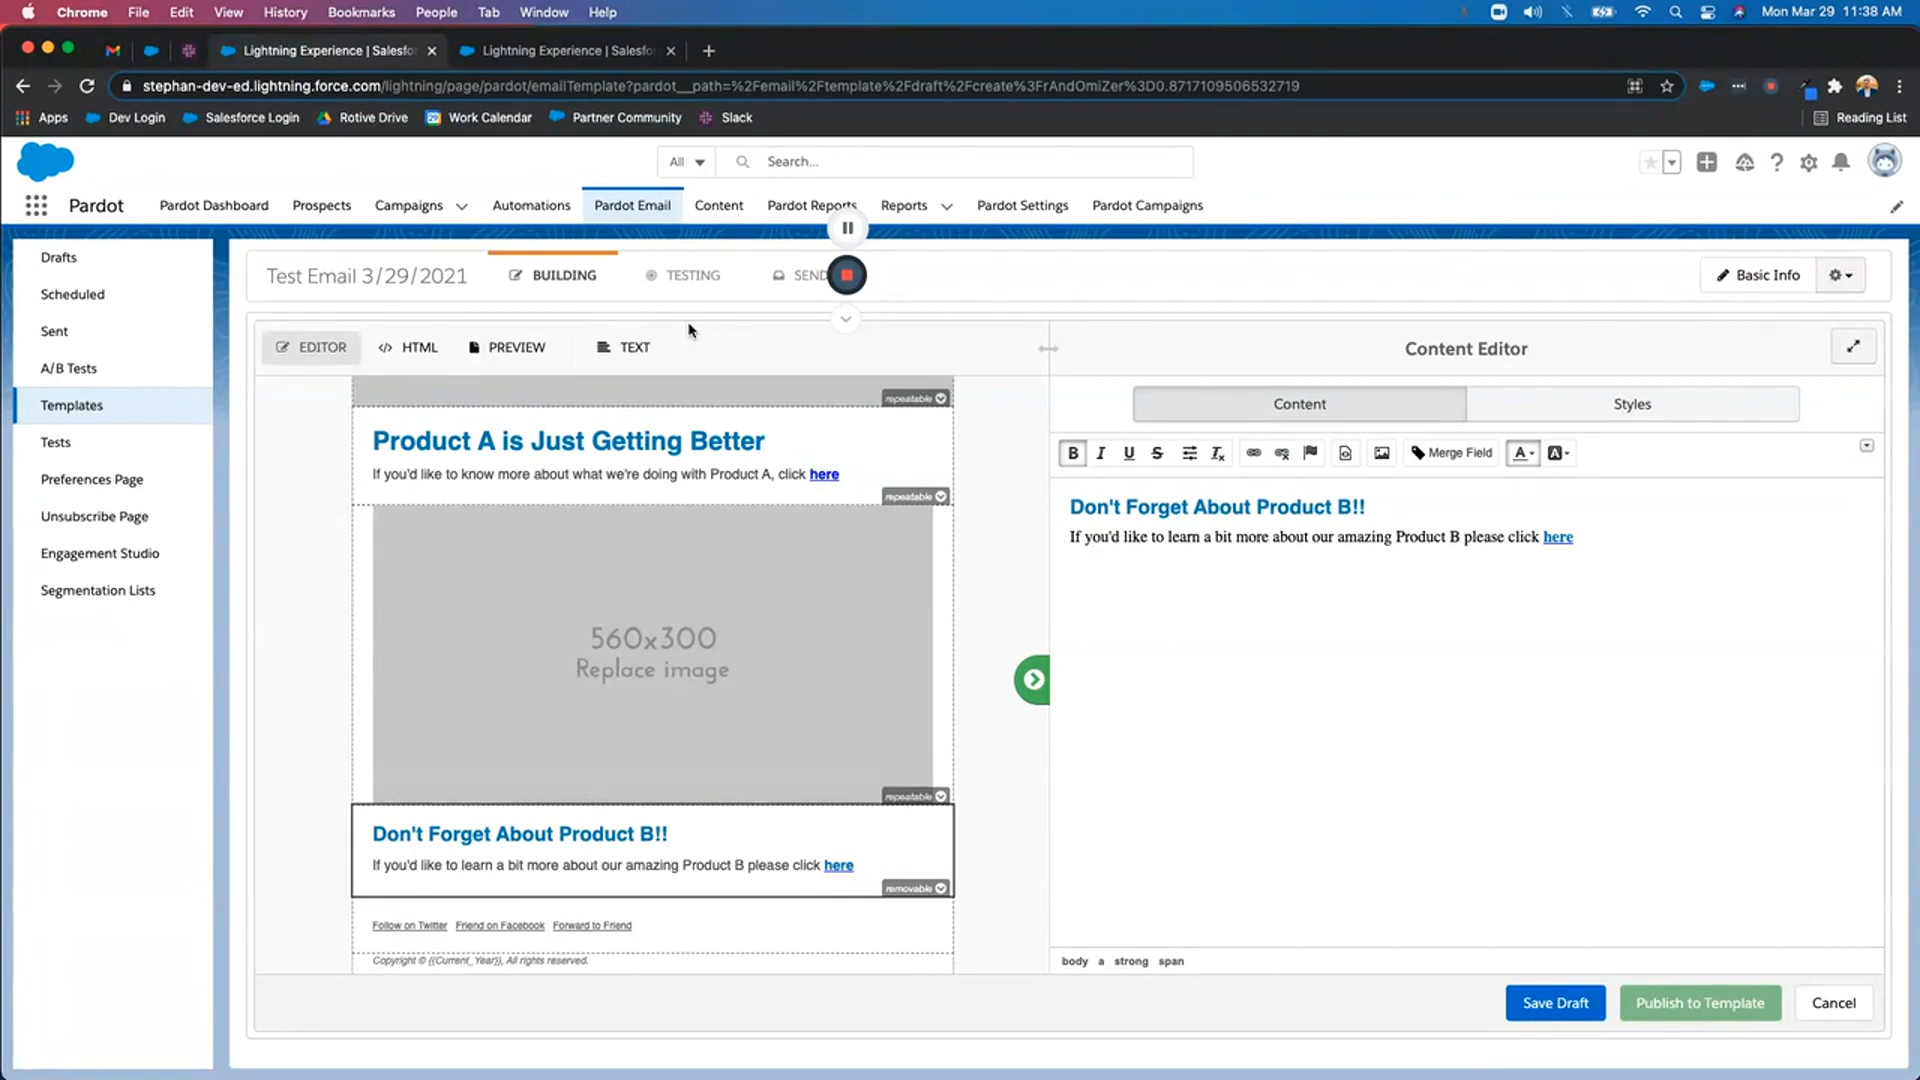 Chrome File Edit View History Bookmarks People Tab Window Help Mon Mar 29 11:38 AM
Lightning Experience | Salesfo Lightning Experience | Salesfo
stephan-dev-ed.lightning.force.com/lightning/page/pardot/emailTemplate?pardot__path=%2Femail%2Ftemplate%2Fdraft%2Fcreate%3FrAndOmiZer%3D0.8717109506532719
Apps Dev Login Salesforce Login Rotive Drive Work Calendar Partner Community Slack Reading List
All Search...
Pardot Pardot Dashboard Prospects Campaigns Automations Pardot Email Content Pardot Reports Reports Pardot Settings Pardot Campaigns
Drafts
Scheduled
Sent
A/B Tests
Templates
Tests
Preferences Page
Unsubscribe Page
Engagement Studio
Segmentation Lists
Test Email 3/29/2021 BUILDING TESTING SEND Basic Info
EDITOR </> HTML PREVIEW TEXT
repeatable
Product A is Just Getting Better
If you'd like to know more about what we're doing with Product A, click here
repeatable
560x300
Replace image
repeatable
Don't Forget About Product B!!
If you'd like to learn a bit more about our amazing Product B please click here
removable
Follow on Twitter Friend on Facebook Forward to Friend
Copyright © {{Current_Year}}, All rights reserved.
Content Editor
Content Styles
B I U S Tx Merge Field A A
Don't Forget About Product B!!
If you'd like to learn a bit more about our amazing Product B please click here
body a strong span
Save Draft Publish to Template Cancel